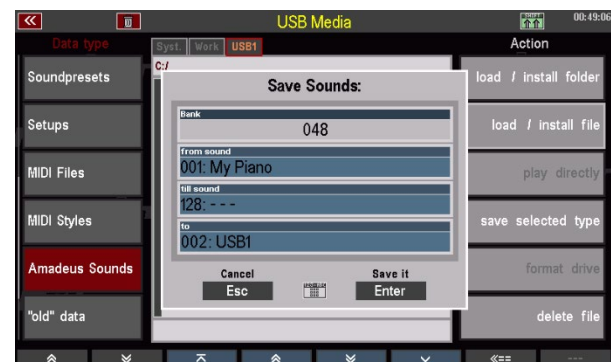 USB Media
00:49:06
Data type
Syst. Work USB1
Action
C:/
Soundpresets
Setups
MIDI Files
MIDI Styles
Amadeus Sounds
"old" data
Save Sounds:
Bank
048
from sound
001: My Piano
till sound
128: - - -
to
002: USB1
Cancel
Esc
Save it
Enter
load / install folder
load / install file
play directly
save selected type
format drive
delete file